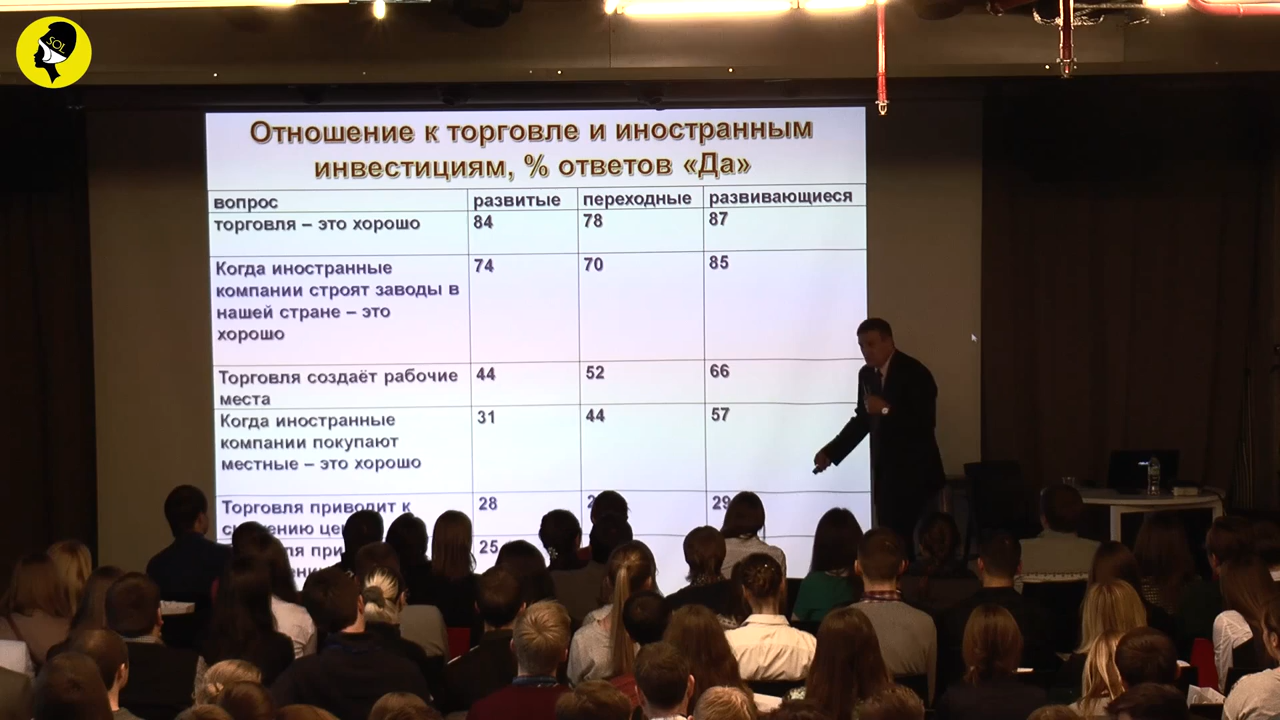 SOL
Отношение к торговле и иностранным
инвестициям, % ответов «Да»
вопрос развитые переходные развивающиеся
торговля – это хорошо 84 78 87
Когда иностранные 74 70 85
компании строят заводы в
нашей стране – это
хорошо
Торговля создаёт рабочие 44 52 66
места
Когда иностранные 31 44 57
компании покупают
местные – это хорошо
Торговля приводит к 28 29
25